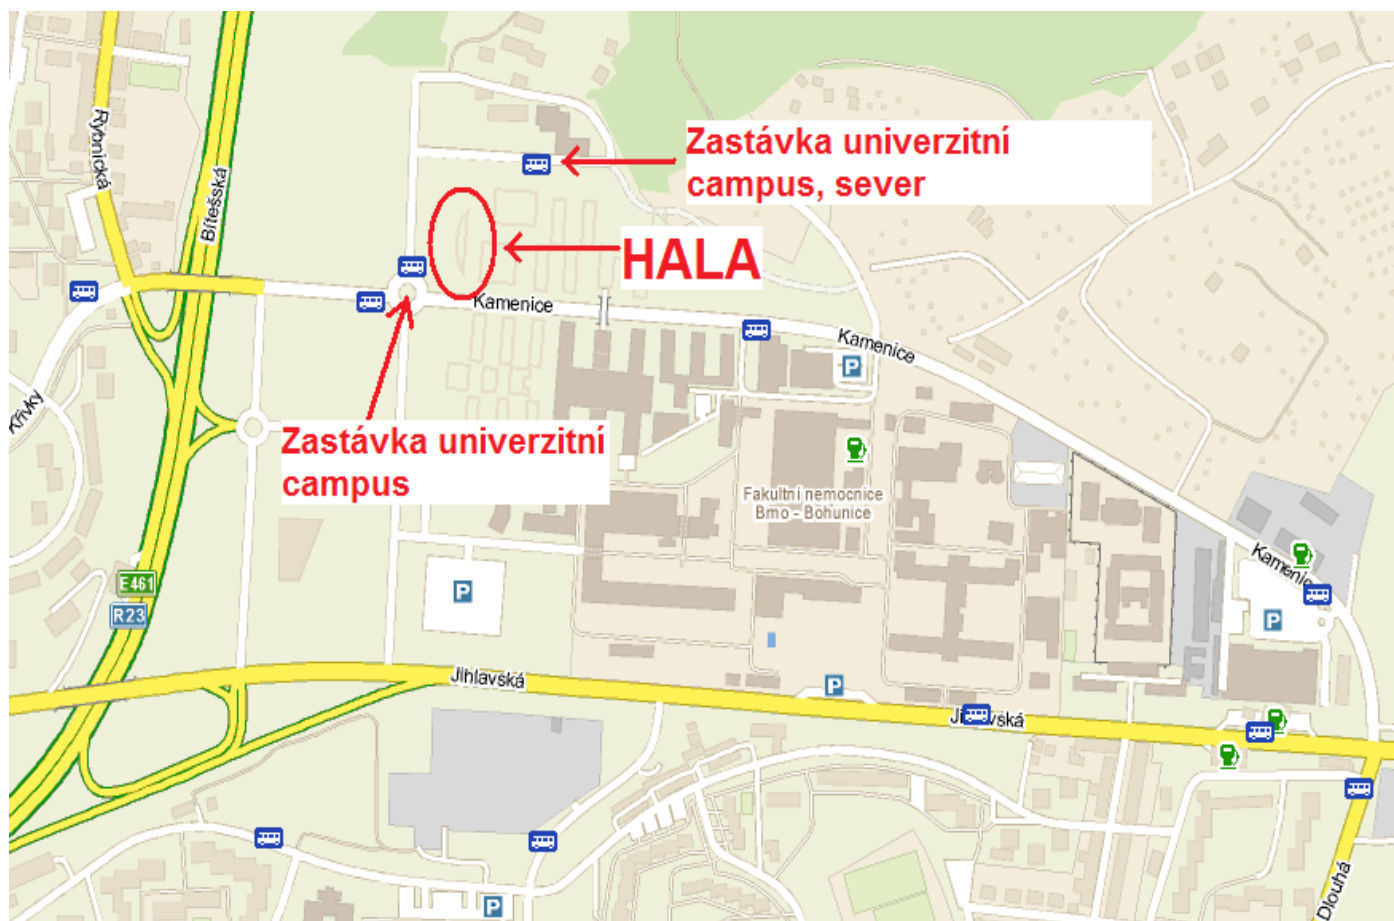 Rybnická
Bítešská
Zastávka univerzitní
campus, sever
HALA
Kamenice
Kamenice
Křivky
Zastávka univerzitní
campus
P
Fakultní nemocnice
Brno - Bohunice
E461
R23
P
Kamenice
P
Jihlavská
P
Jihlavská
Dlouhá
P